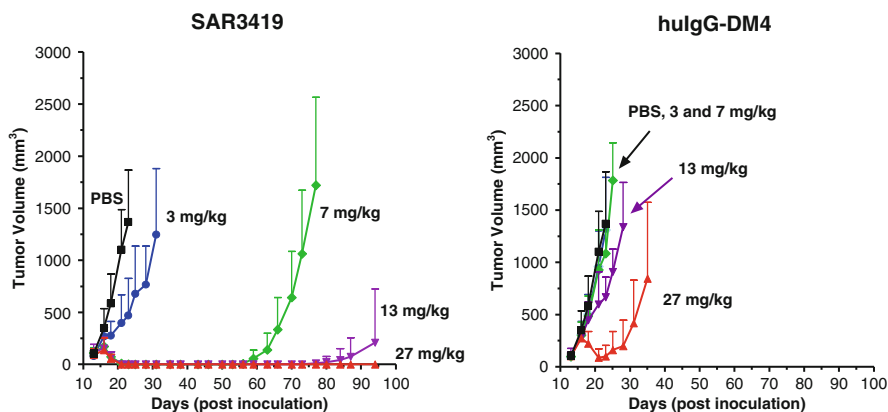 SAR3419
huIgG-DM4
Tumor Volume (mm³)
3000
2500
2000
1500
1000
500
0
10 20 30 40 50 60 70 80 90 100
Days (post inoculation)
PBS
3 mg/kg
7 mg/kg
13 mg/kg
27 mg/kg
Tumor Volume (mm³)
3000
2500
2000
1500
1000
500
0
10 20 30 40 50 60 70 80 90 100
Days (post inoculation)
PBS, 3 and 7 mg/kg
13 mg/kg
27 mg/kg